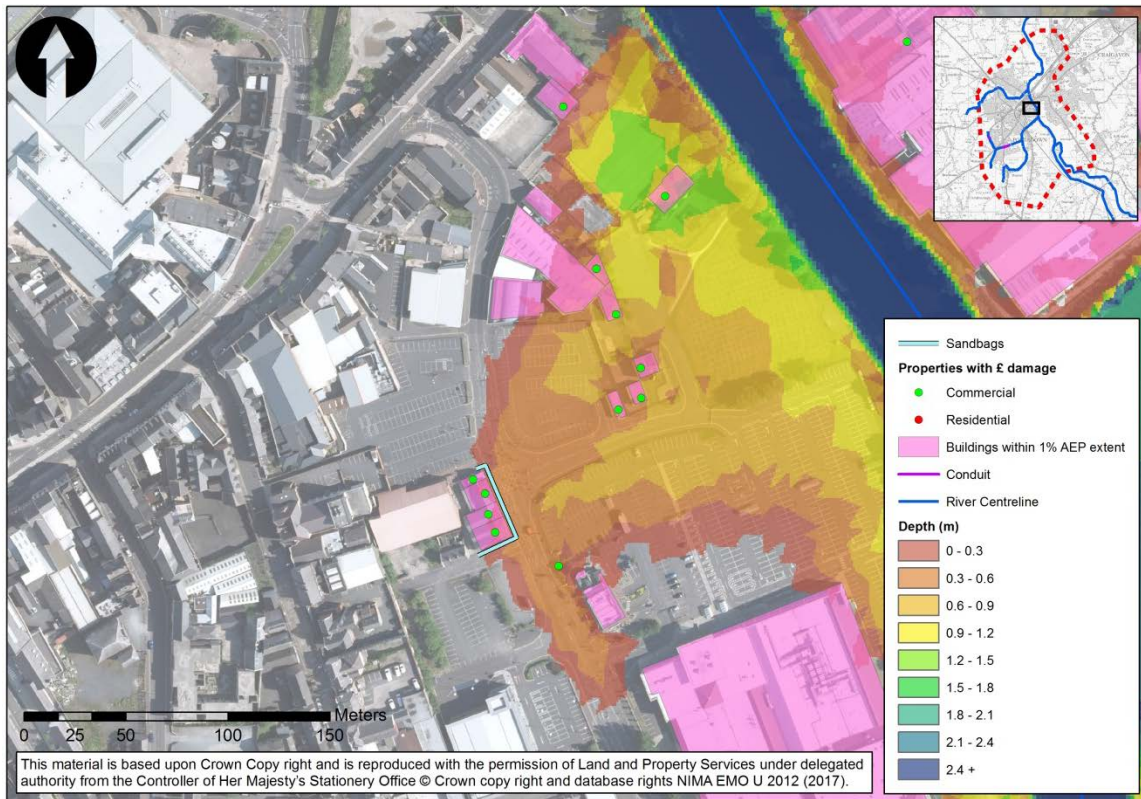 CRAIGAVON
Sandbags
Properties with £ damage
Commercial
Residential
Buildings within 1% AEP extent
Conduit
River Centreline
Depth (m)
0 - 0.3
0.3 - 0.6
0.6 - 0.9
0.9 - 1.2
1.2 - 1.5
1.5 - 1.8
1.8 - 2.1
2.1 - 2.4
2.4 +
Meters
0 25 50 100 150
This material is based upon Crown Copy right and is reproduced with the permission of Land and Property Services under delegated
authority from the Controller of Her Majesty's Stationery Office © Crown copy right and database rights NIMA EMO U 2012 (2017).